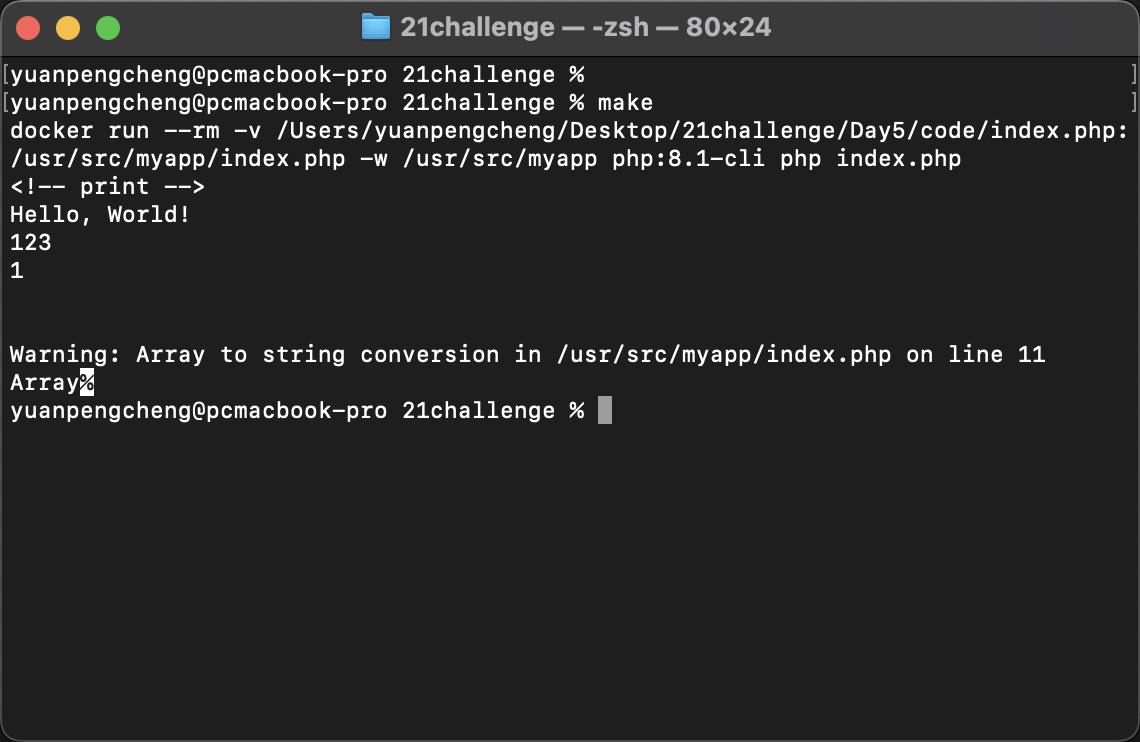 21challenge — -zsh — 80×24
[yuanpengcheng@pcmacbook-pro 21challenge % ]
[yuanpengcheng@pcmacbook-pro 21challenge % make ]
docker run --rm -v /Users/yuanpengcheng/Desktop/21challenge/Day5/code/index.php:
/usr/src/myapp/index.php -w /usr/src/myapp php:8.1-cli php index.php
<!-- print -->
Hello, World!
123
1
Warning: Array to string conversion in /usr/src/myapp/index.php on line 11
Array%
yuanpengcheng@pcmacbook-pro 21challenge %